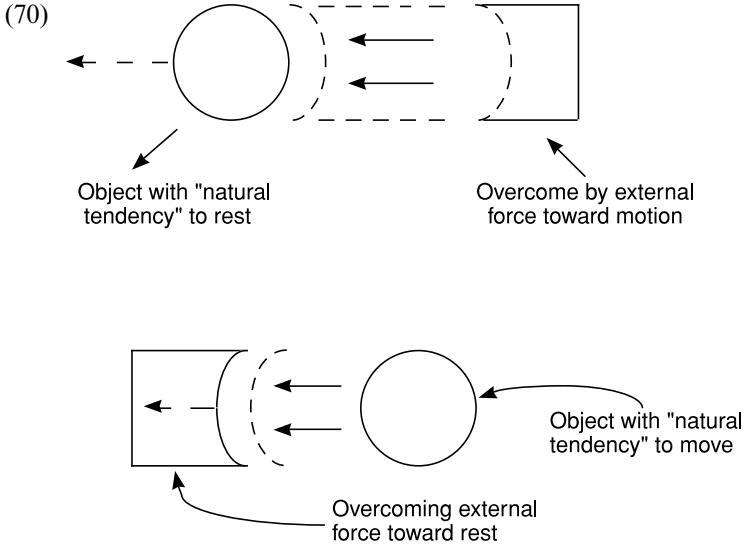 (70)
Object with "natural
tendency" to rest
Overcome by external
force toward motion
Object with "natural
tendency" to move
Overcoming external
force toward rest